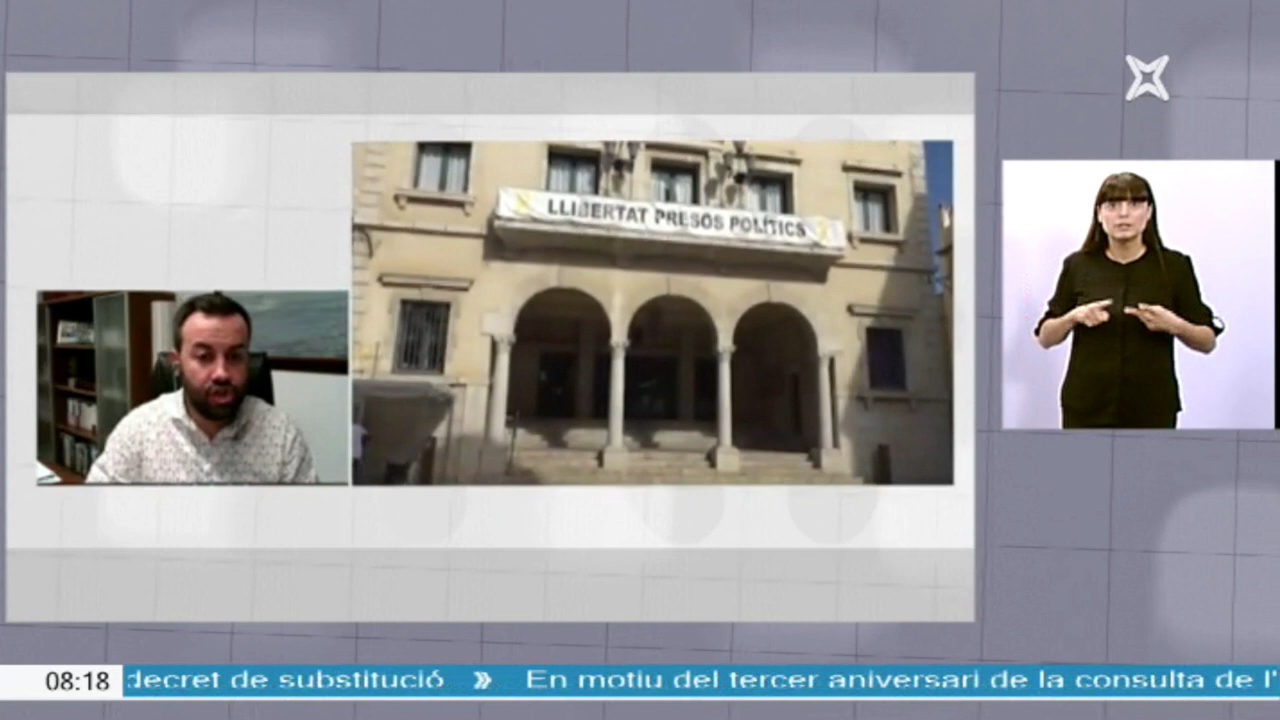 LLIBERTAT PRESOS POLÍTICS
08:18 decret de substitució » En motiu del tercer aniversari de la consulta de l'